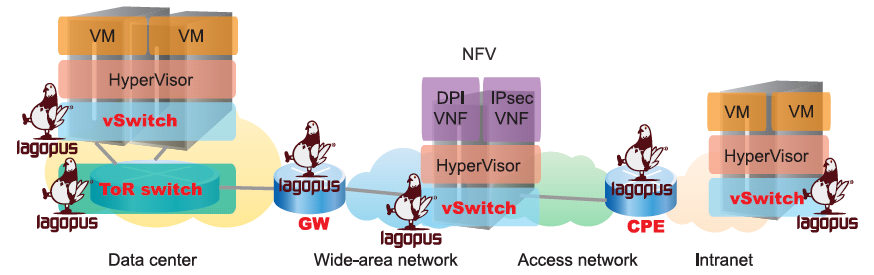 VM
VM
HyperVisor
vSwitch
lagopus
ToR switch
lagopus
lagopus
GW
NFV
DPI
VNF
IPsec
VNF
HyperVisor
vSwitch
lagopus
lagopus
CPE
VM
VM
HyperVisor
vSwitch
lagopus
Data center
Wide-area network
Access network
Intranet